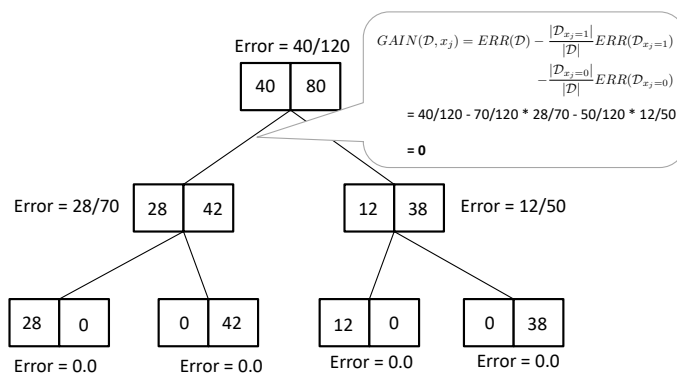 Error = 40/120
40 80
GAIN(𝒟, x_j) = ERR(𝒟) − |𝒟_{x_j=1}|/|𝒟| ERR(𝒟_{x_j=1})
− |𝒟_{x_j=0}|/|𝒟| ERR(𝒟_{x_j=0})
= 40/120 - 70/120 * 28/70 - 50/120 * 12/50
= 0
Error = 28/70
28 42
12 38
Error = 12/50
28 0
0 42
12 0
0 38
Error = 0.0
Error = 0.0
Error = 0.0
Error = 0.0